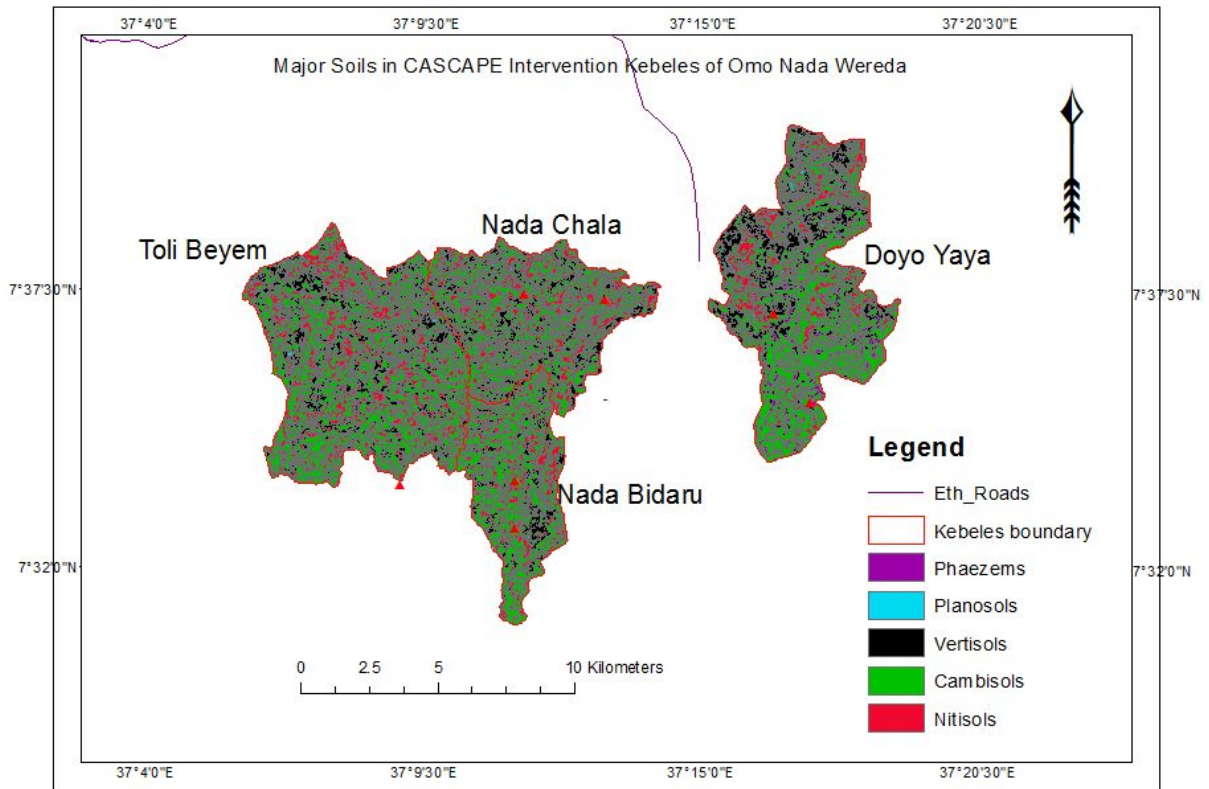 37°4'0"E 37°9'30"E 37°15'0"E 37°20'30"E
Major Soils in CASCAPE Intervention Kebeles of Omo Nada Wereda
Nada Chala
Toli Beyem
Doyo Yaya
7°37'30"N 7°37'30"N
Legend
Eth_Roads
Nada Bidaru
Kebeles boundary
Phaezems
7°32'0"N 7°32'0"N
Planosols
Vertisols
0 2.5 5 10 Kilometers
Cambisols
Nitisols
37°4'0"E 37°9'30"E 37°15'0"E 37°20'30"E